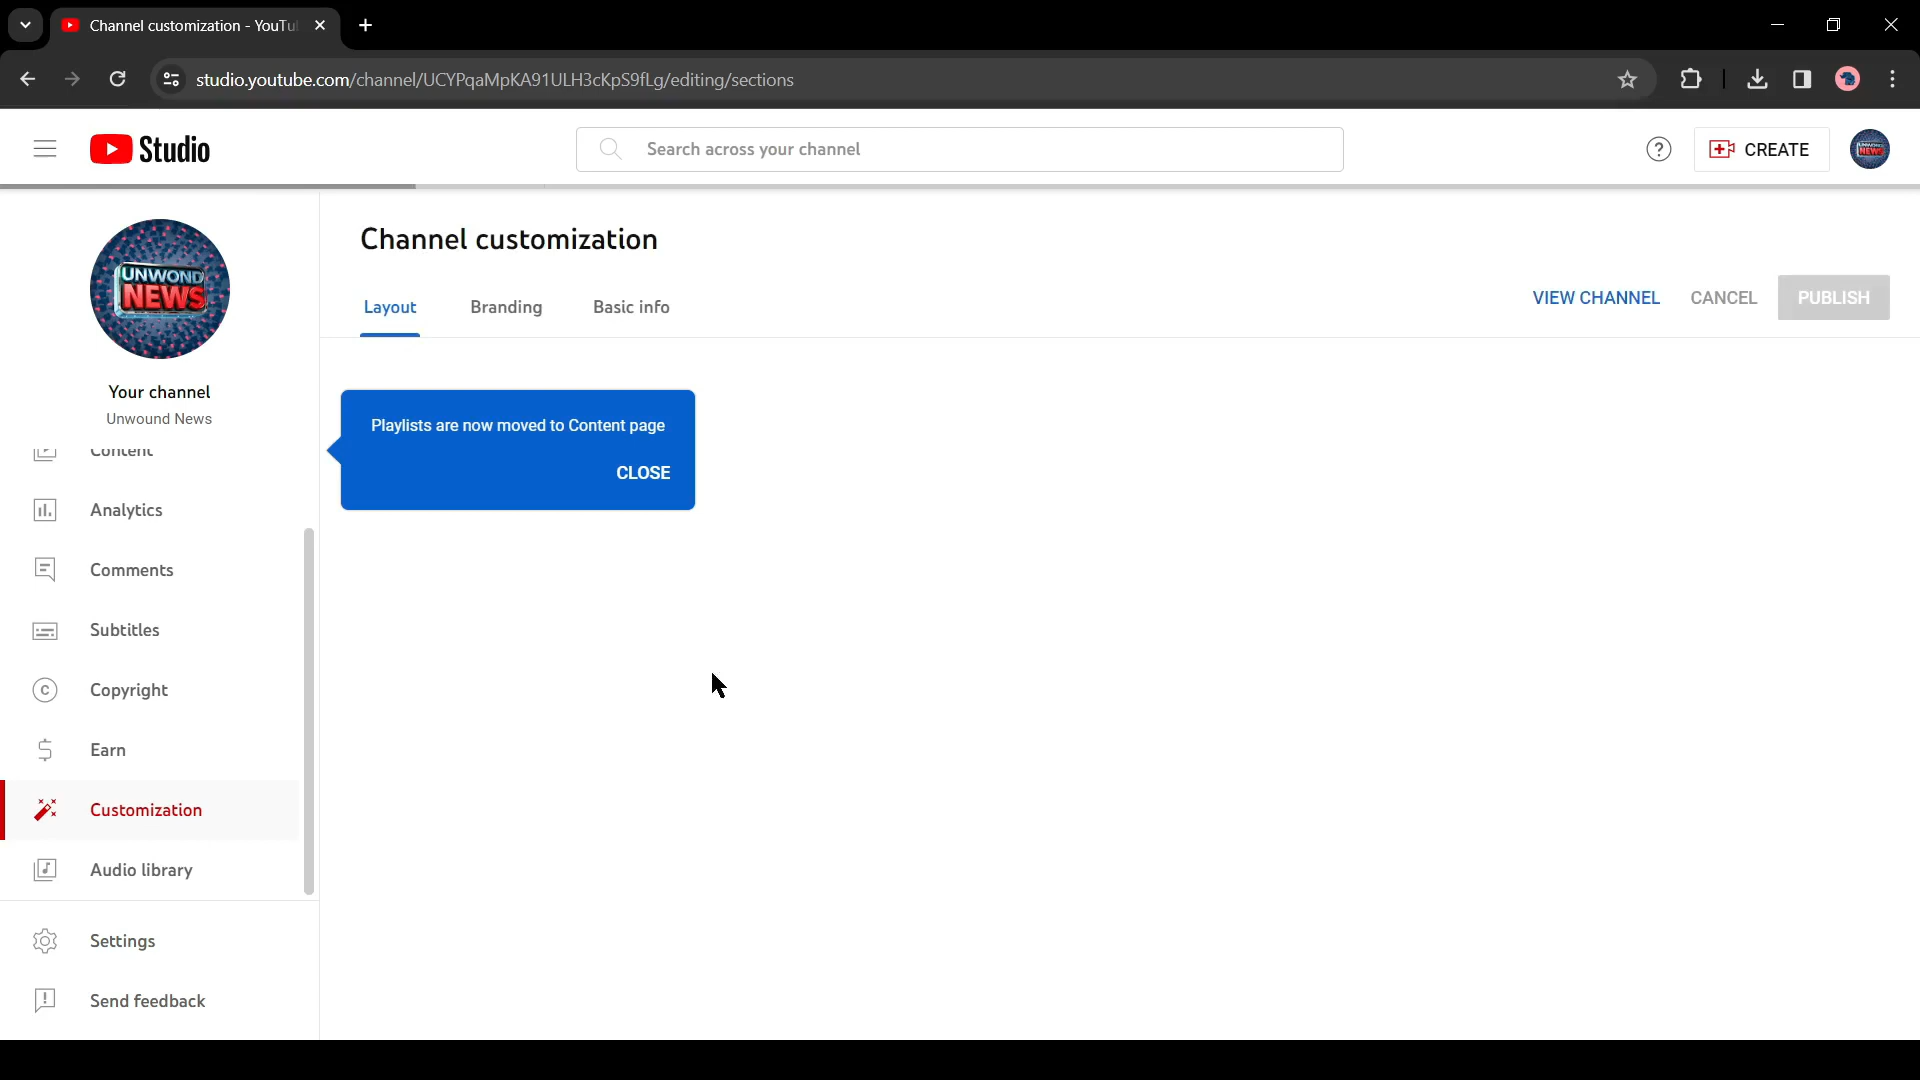 Channel customization - YouTu
studio.youtube.com/channel/UCYPqaMpKA91ULH3cKpS9fLg/editing/sections
Studio
Search across your channel
CREATE
UNWOND
NEWS
Your channel
Unwound News
Content
Analytics
Comments
Subtitles
Copyright
Earn
Customization
Audio library
Settings
Send feedback
Channel customization
Layout
Branding
Basic info
VIEW CHANNEL
CANCEL
PUBLISH
Playlists are now moved to Content page
CLOSE